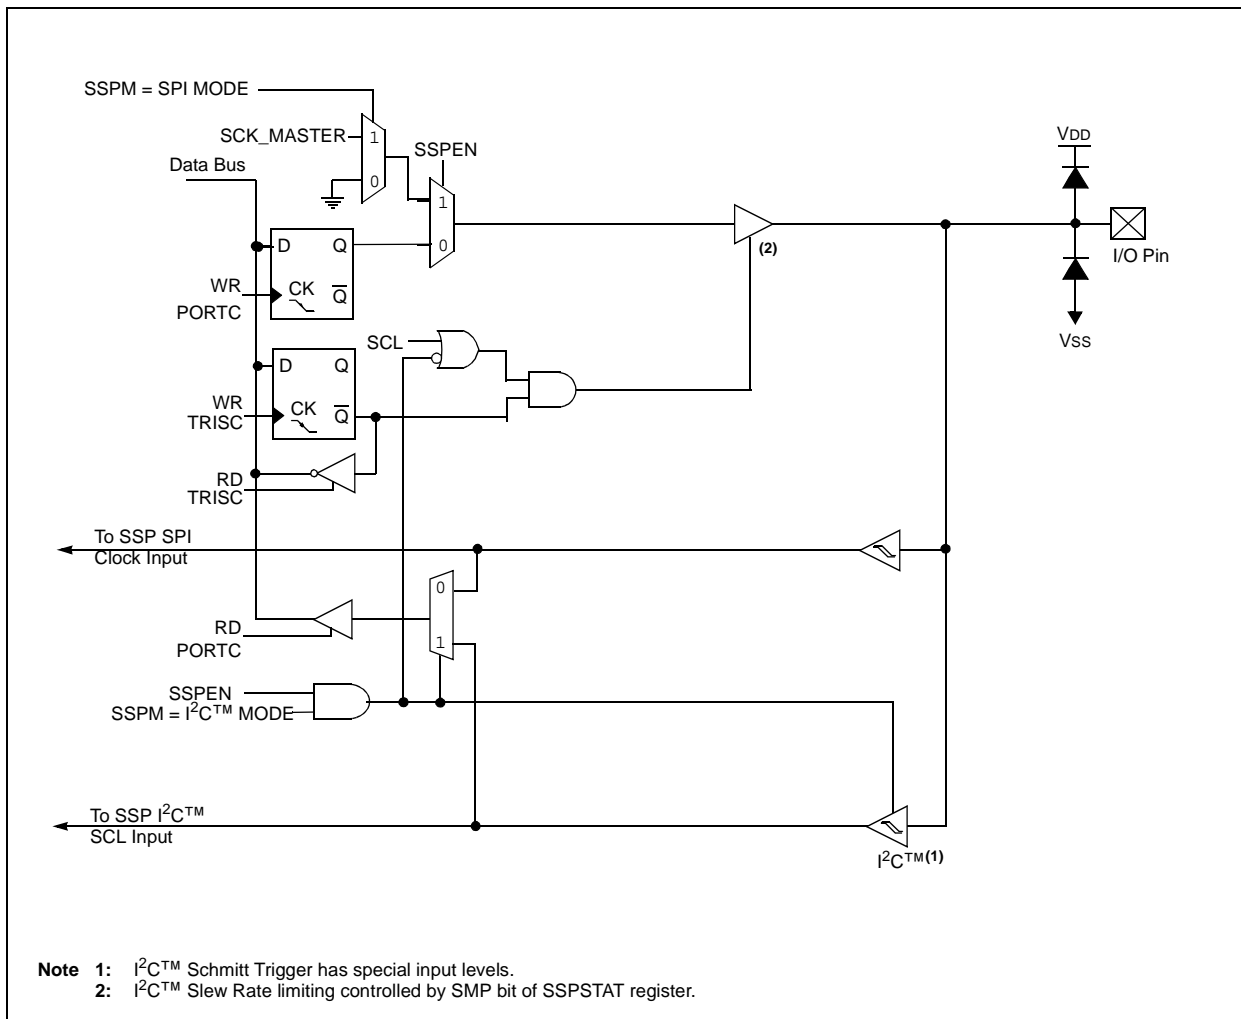 SSPM = SPI MODE
SCK_MASTER
1
0
Data Bus
SSPEN
1
0
VDD
I/O Pin
VSS
(2)
D Q
CK Q̅
WR
PORTC
SCL
D Q
CK Q̅
WR
TRISC
RD
TRISC
To SSP SPI
Clock Input
0
1
RD
PORTC
SSPEN
SSPM = I²C™ MODE
To SSP I²C™
SCL Input
I²C™(1)
Note 1: I²C™ Schmitt Trigger has special input levels.
2: I²C™ Slew Rate limiting controlled by SMP bit of SSPSTAT register.